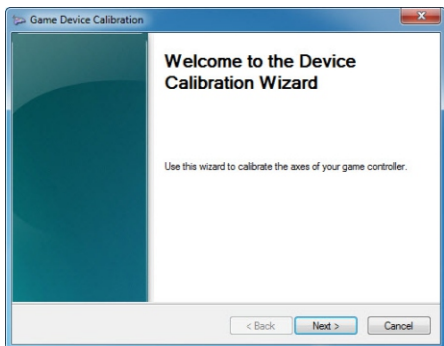 Game Device Calibration
Welcome to the Device
Calibration Wizard
Use this wizard to calibrate the axes of your game controller.
< Back Next > Cancel